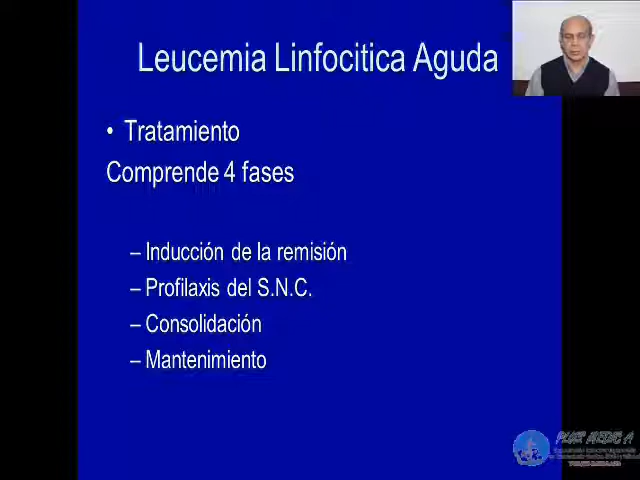 Leucemia Linfocitica Aguda
• Tratamiento
Comprende 4 fases
– Inducción de la remisión
– Profilaxis del S.N.C.
– Consolidación
– Mantenimiento